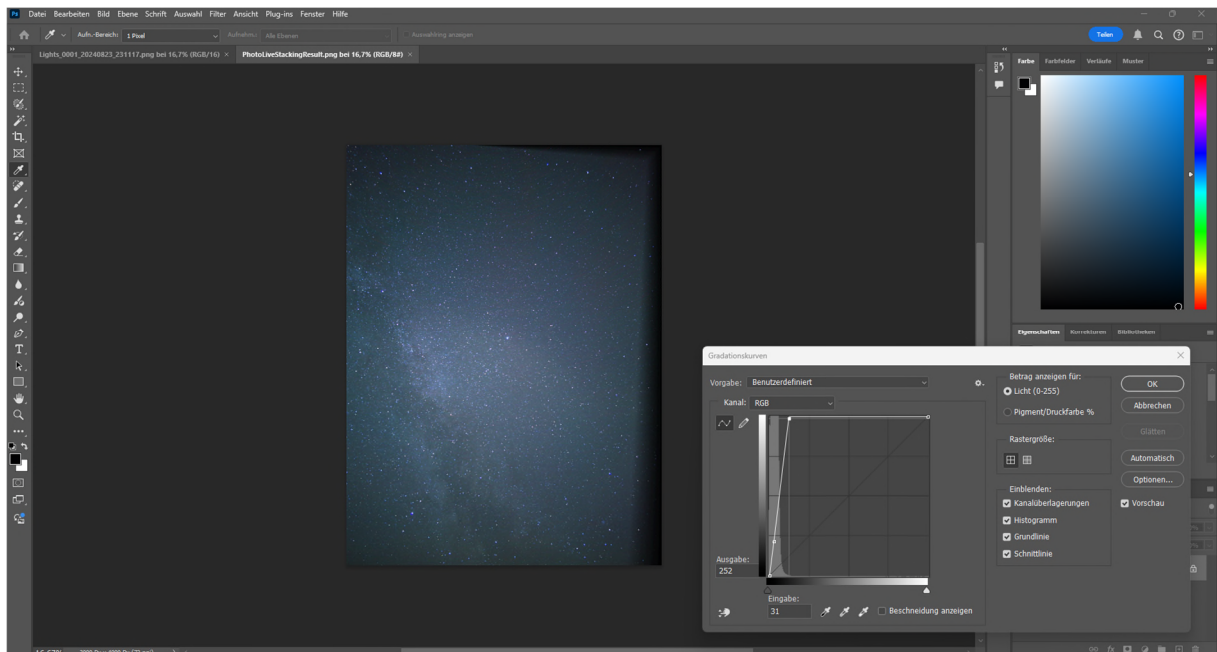 Ps Datei Bearbeiten Bild Ebene Schrift Auswahl Filter Ansicht Plug-ins Fenster Hilfe
Aufn.-Bereich: 1 Pixel Aufnahme: Alle Ebenen Auswahlring anzeigen Teilen
Lights_0001_20240823_231117.png bei 16,7% (RGB/16) × PhotoLiveStackingResult.png bei 16,7% (RGB/8#) ×
Farbe Farbfelder Verläufe Muster
Eigenschaften Korrekturen Bibliotheken
Gradationskurven
Vorgabe: Benutzerdefiniert
Kanal: RGB
Ausgabe:
252
Eingabe:
31
Beschneidung anzeigen
Betrag anzeigen für:
Licht (0-255)
Pigment/Druckfarbe %
Rastergröße:
Einblenden:
Kanalüberlagerungen
Histogramm
Grundlinie
Schnittlinie
OK
Abbrechen
Glätten
Automatisch
Optionen...
Vorschau